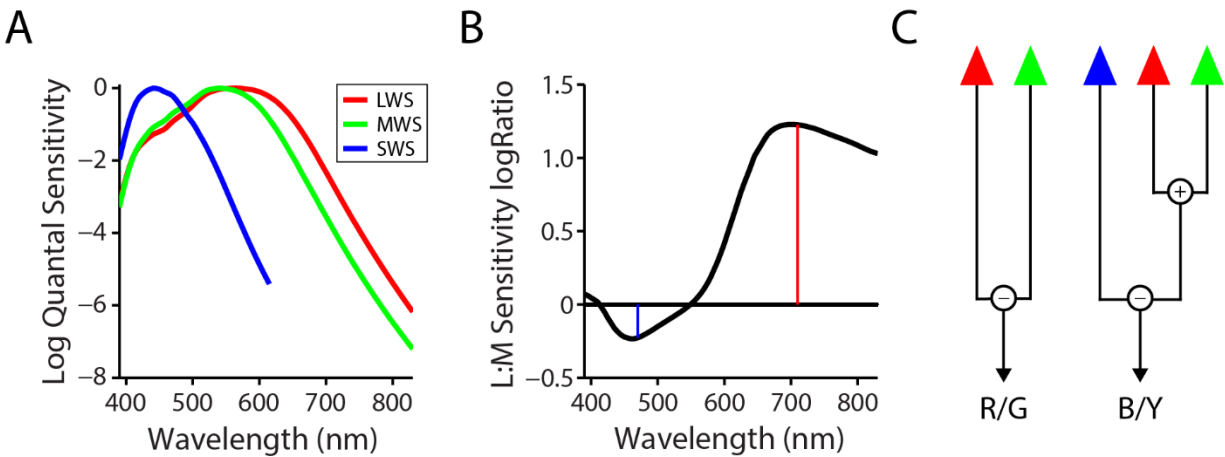 A
Log Quantal Sensitivity
0
−2
−4
−6
−8
400 500 600 700 800
Wavelength (nm)
LWS
MWS
SWS
B
L:M Sensitivity logRatio
1.5
1.0
0.5
0
−0.5
400 500 600 700 800
Wavelength (nm)
C
+
− −
R/G B/Y